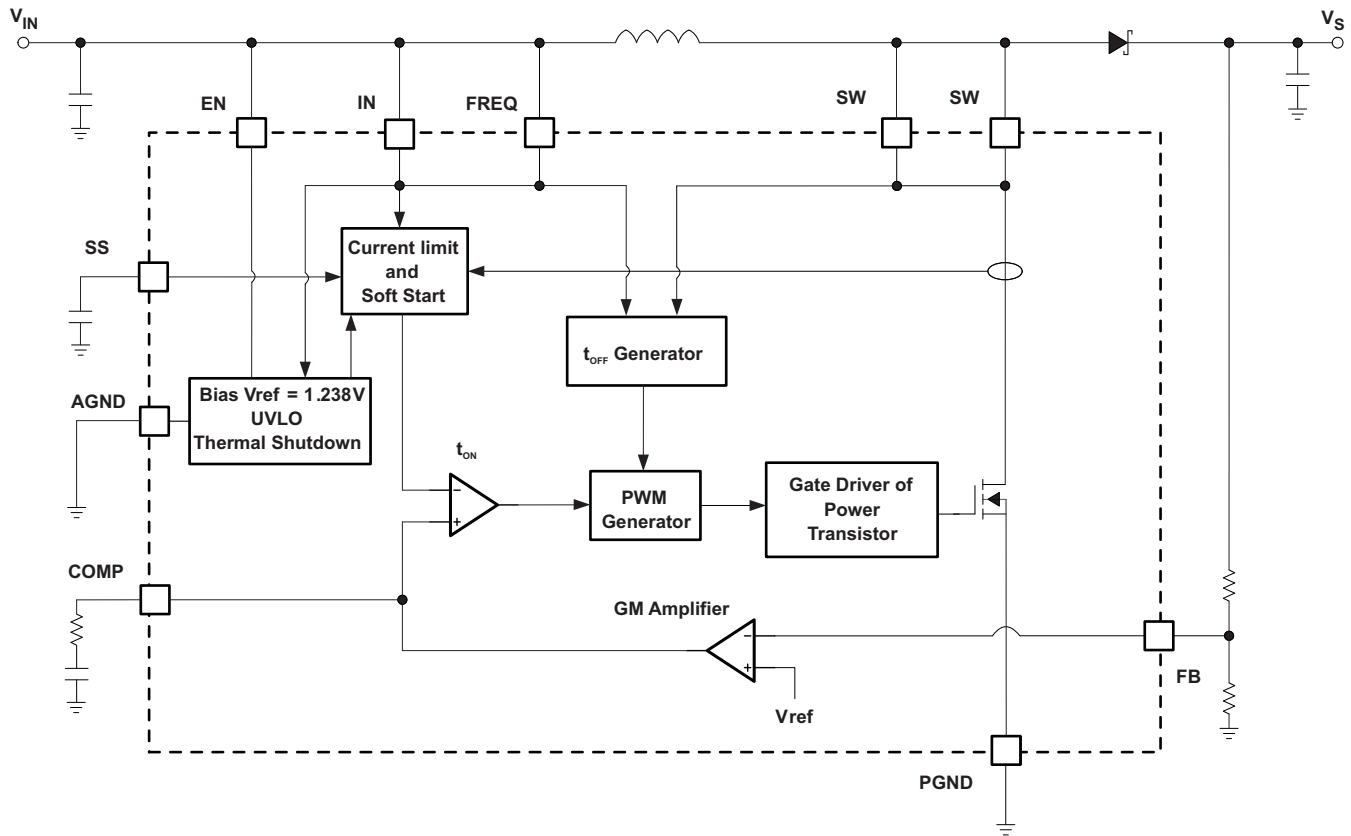 VIN
VS
EN
IN
FREQ
SW
SW
SS
Current limit
and
Soft Start
tOFF Generator
AGND
Bias Vref = 1.238V
UVLO
Thermal Shutdown
tON
−
+
PWM
Generator
Gate Driver of
Power
Transistor
COMP
GM Amplifier
−
+
Vref
FB
PGND